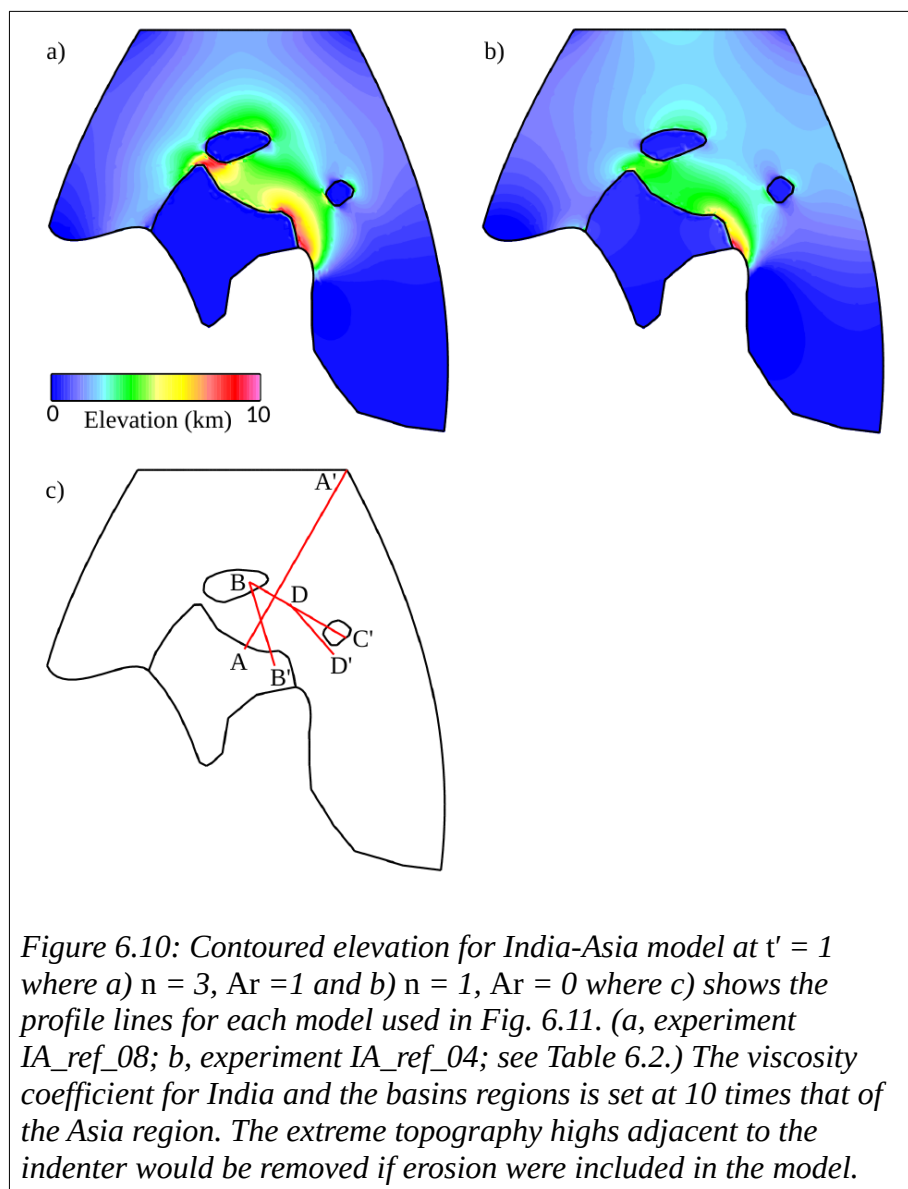 a)
b)
0 Elevation (km) 10
c)
A'
B
D
C'
A
D'
B'
Figure 6.10: Contoured elevation for India-Asia model at t′ = 1
where a) n = 3, Ar =1 and b) n = 1, Ar = 0 where c) shows the
profile lines for each model used in Fig. 6.11. (a, experiment
IA_ref_08; b, experiment IA_ref_04; see Table 6.2.) The viscosity
coefficient for India and the basins regions is set at 10 times that of
the Asia region. The extreme topography highs adjacent to the
indenter would be removed if erosion were included in the model.